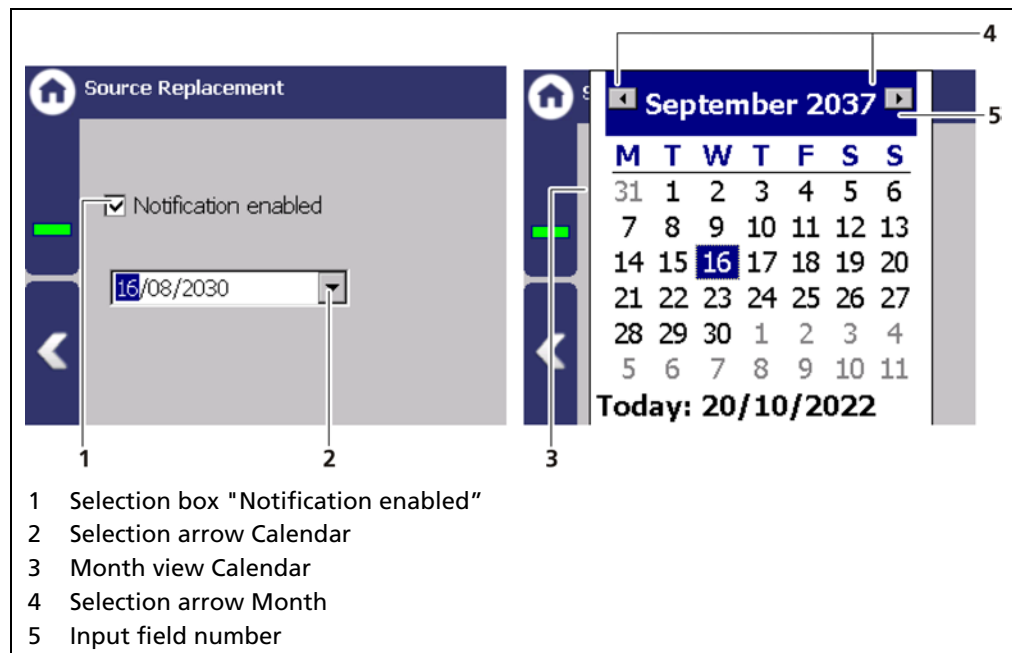 4
Source Replacement
S
September 2037
5
M T W T F S S
31 1 2 3 4 5 6
Notification enabled
3
7 8 9 10 11 12 13
14 15 16 17 18 19 20
16/08/2030
21 22 23 24 25 26 27
28 29 30 1 2 3 4
5 6 7 8 9 10 11
Today: 20/10/2022
1
2
3
1 Selection box "Notification enabled”
2 Selection arrow Calendar
3 Month view Calendar
4 Selection arrow Month
5 Input field number